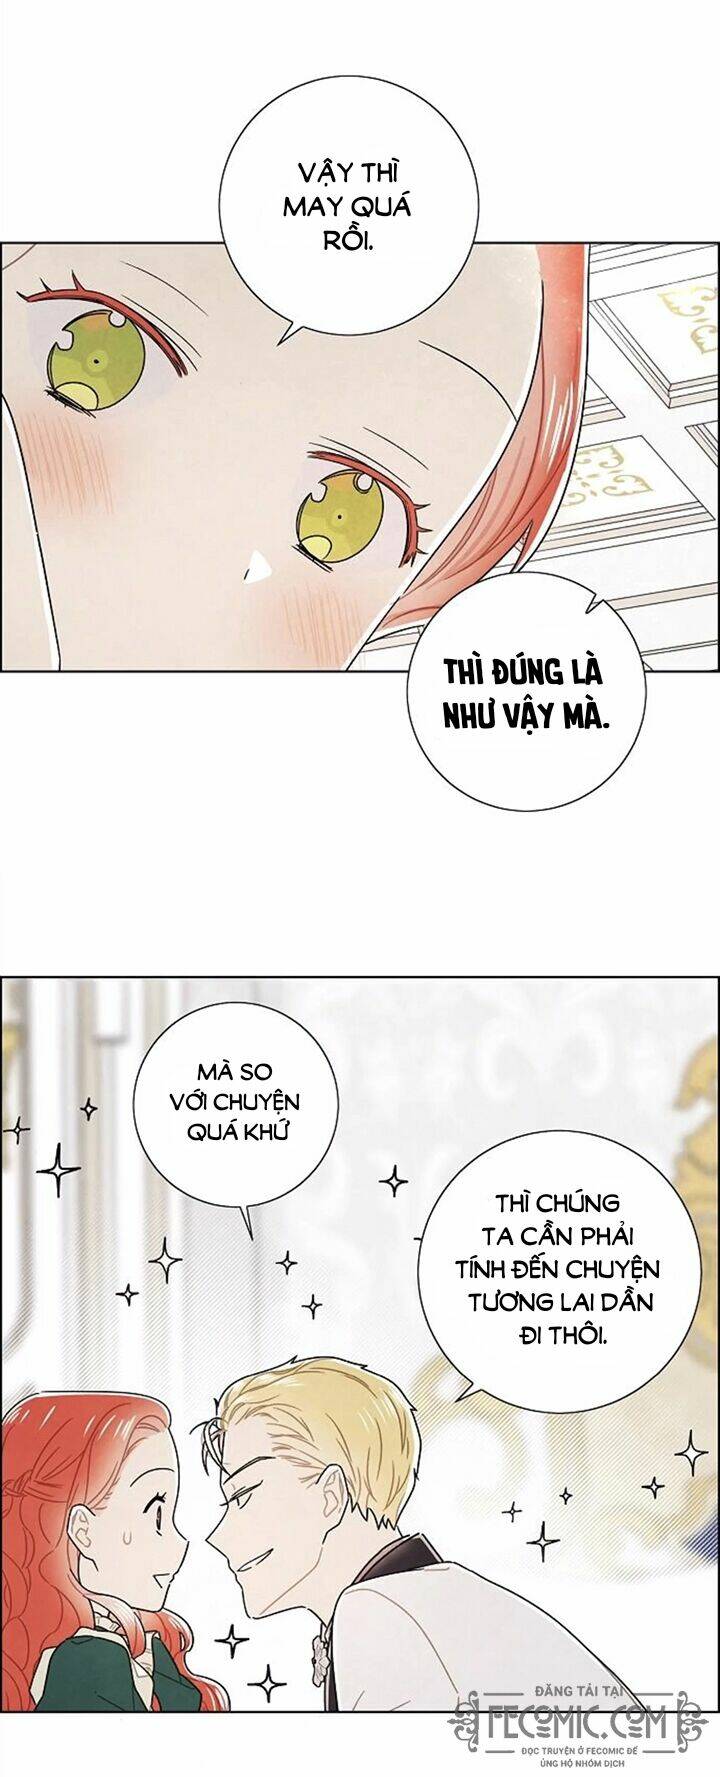 VẬY THÌ
MAY QUÁ
RỒI.
THÌ ĐÚNG LÀ
NHƯ VẬY MÀ.
MÀ SO
VỚI CHUYỆN
QUÁ KHỨ
THÌ CHÚNG
TA CẦN PHẢI
TÍNH ĐẾN CHUYỆN
TƯƠNG LAI DẦN
ĐI THÔI.
ĐĂNG TẢI TẠI
FECOMIC.COM
ĐỌC TRUYỆN Ở FECOMIC ĐỂ
ỦNG HỘ NHÓM DỊCH